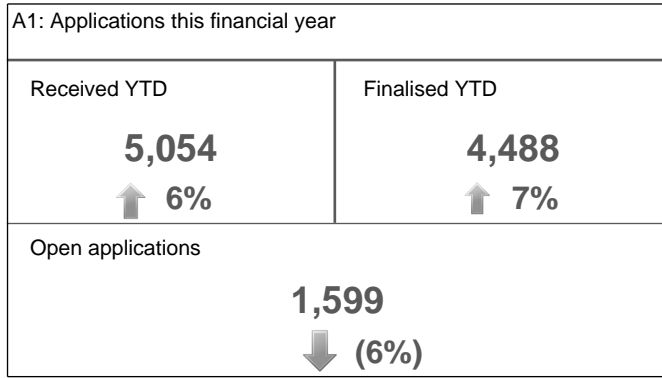 A1: Applications this financial year
Received YTD
5,054
6%
Finalised YTD
4,488
7%
Open applications
1,599
(6%)